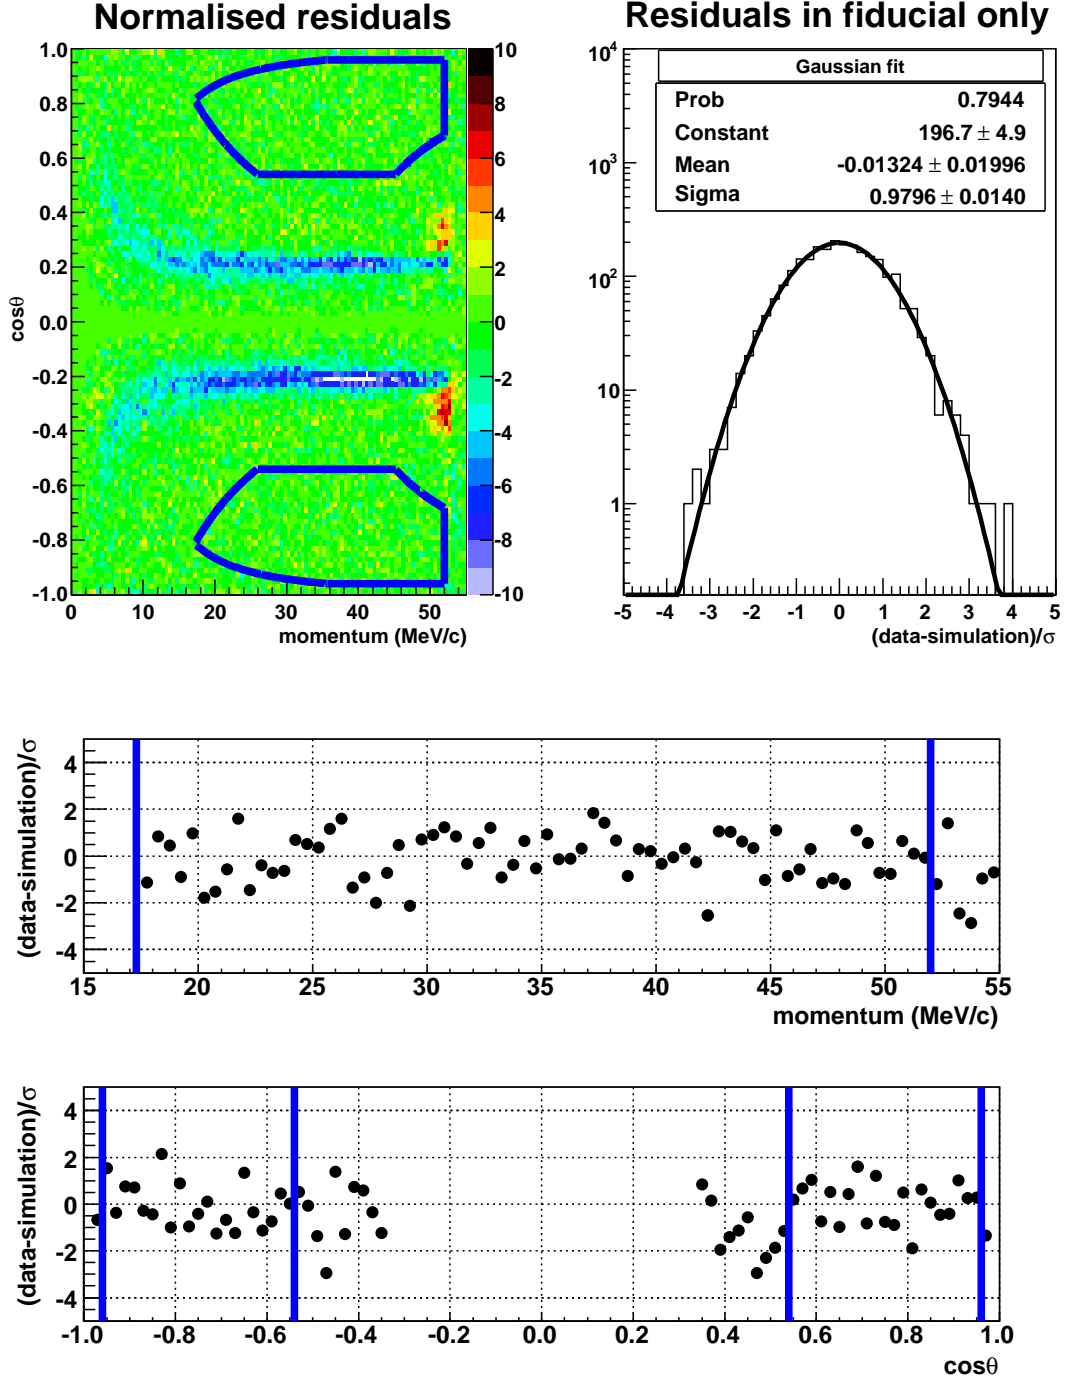 Normalised residuals
1.0
0.8
0.6
0.4
0.2
0.0
-0.2
-0.4
-0.6
-0.8
-1.0
cosθ
0 10 20 30 40 50
momentum (MeV/c)
10
8
6
4
2
0
-2
-4
-6
-8
-10
Residuals in fiducial only
10^4
10^3
10^2
10
1
Gaussian fit
Prob 0.7944
Constant 196.7 ± 4.9
Mean -0.01324 ± 0.01996
Sigma 0.9796 ± 0.0140
-5 -4 -3 -2 -1 0 1 2 3 4 5
(data-simulation)/σ
(data-simulation)/σ
4
2
0
-2
-4
15 20 25 30 35 40 45 50 55
momentum (MeV/c)
(data-simulation)/σ
4
2
0
-2
-4
-1.0 -0.8 -0.6 -0.4 -0.2 0.0 0.2 0.4 0.6 0.8 1.0
cosθ